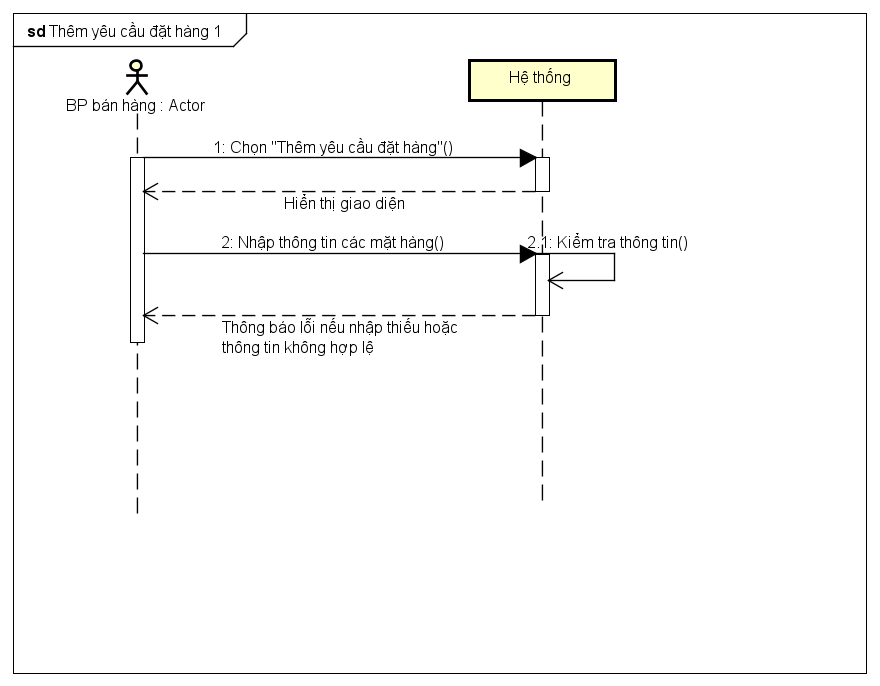 sd Thêm yêu cầu đặt hàng 1
Hệ thống
BP bán hàng : Actor
1: Chọn "Thêm yêu cầu đặt hàng"()
Hiển thị giao diện
2: Nhập thông tin các mặt hàng()
2.1: Kiểm tra thông tin()
Thông báo lỗi nếu nhập thiếu hoặc
thông tin không hợp lệ